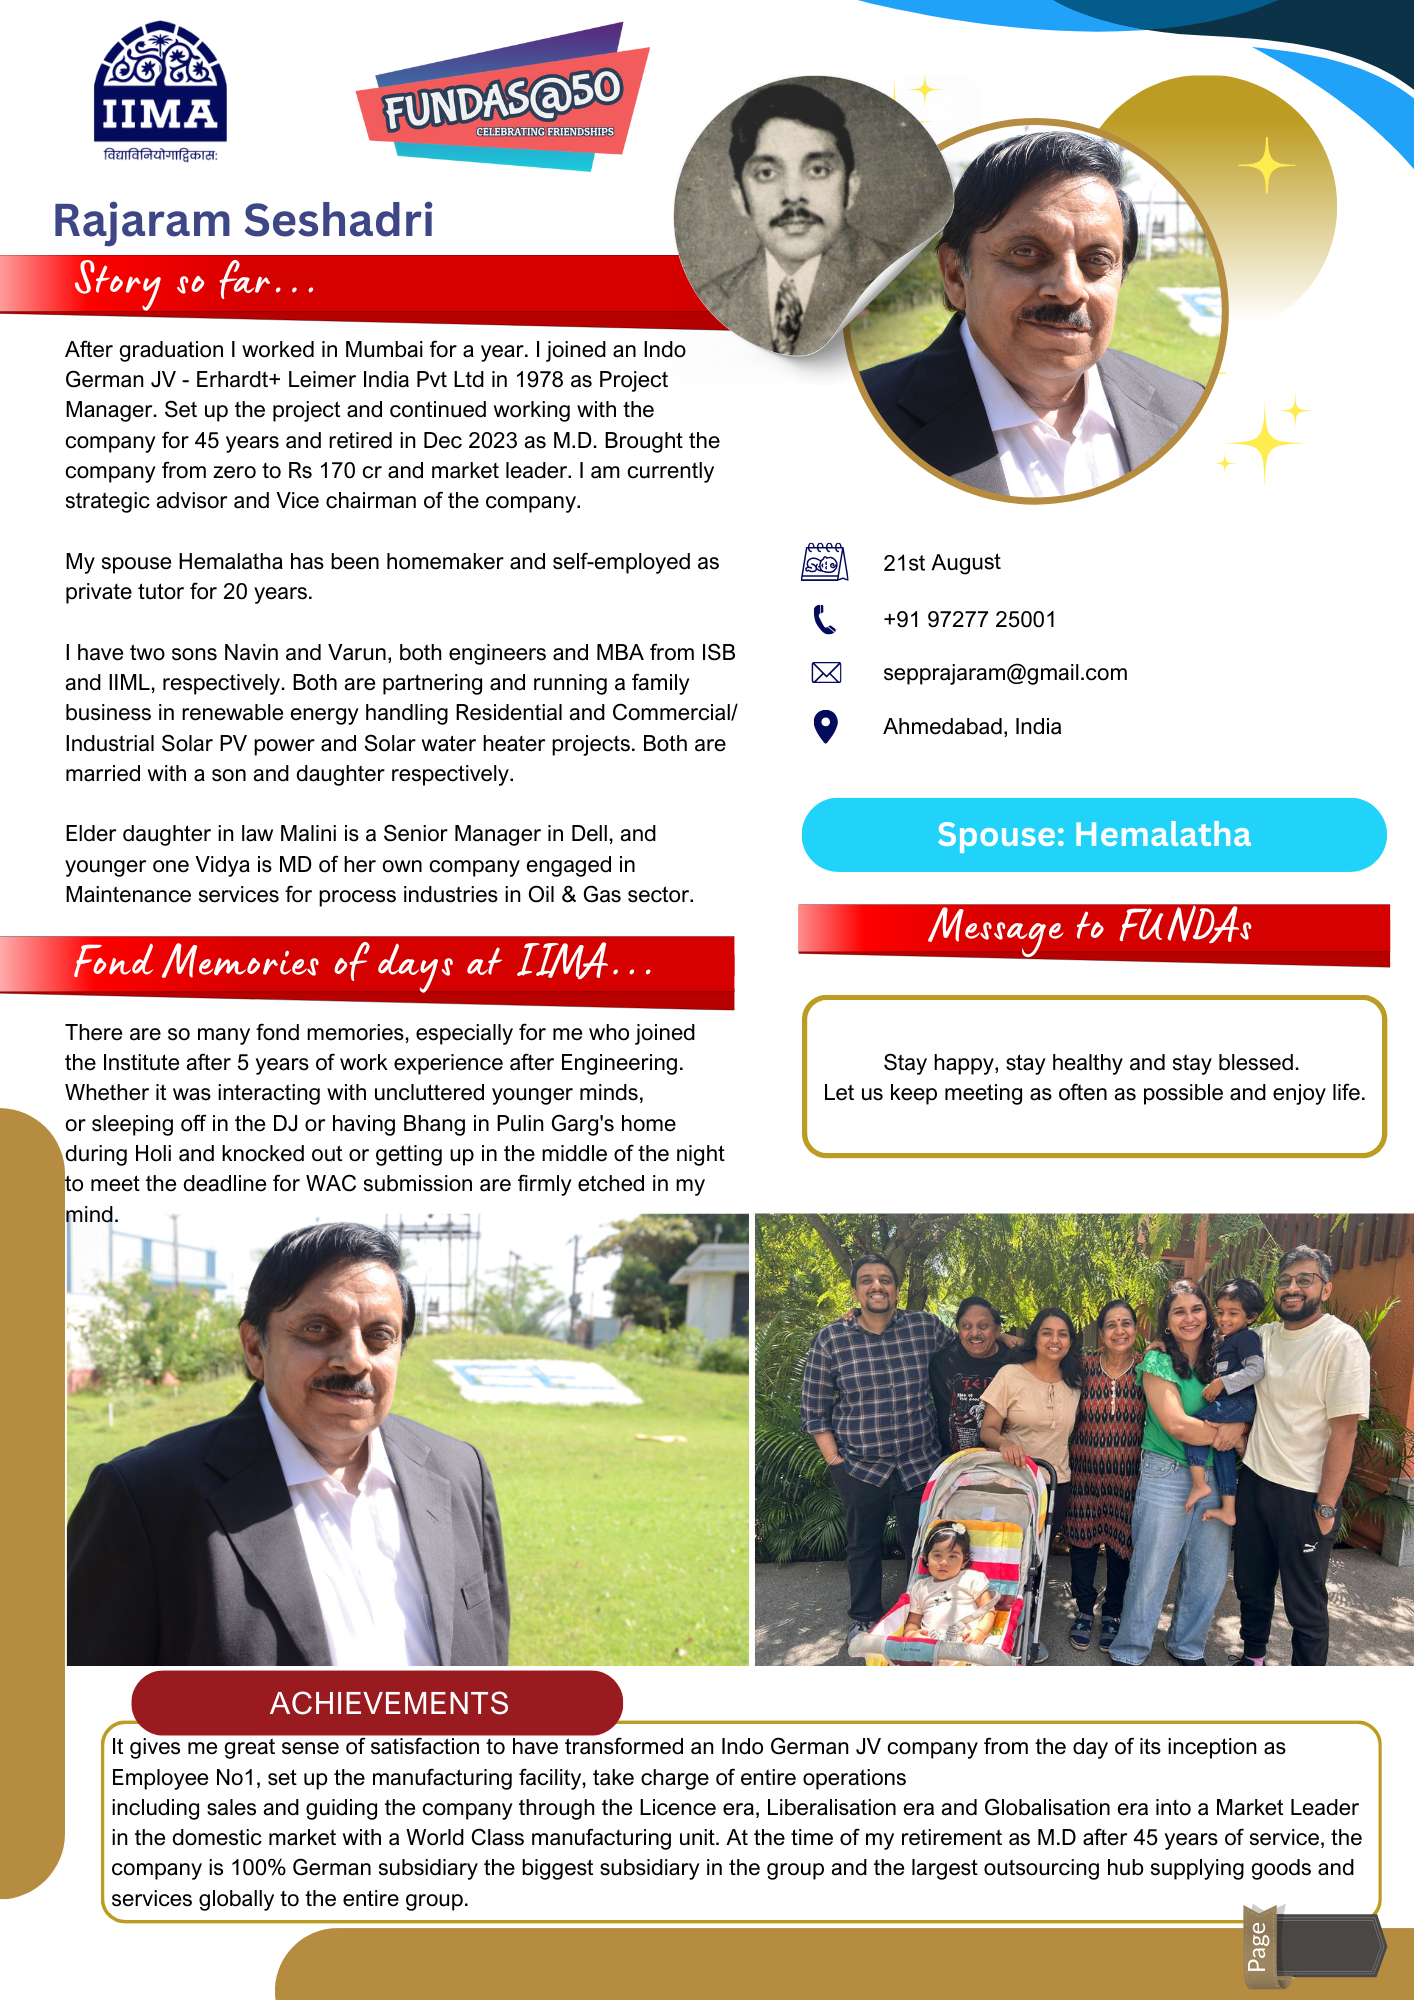 IIMA
विद्याविनियोगाद्विकास:
FUNDAS@50
CELEBRATING FRIENDSHIPS
Rajaram Seshadri
Story so far...
After graduation I worked in Mumbai for a year. I joined an Indo
German JV - Erhardt+ Leimer India Pvt Ltd in 1978 as Project
Manager. Set up the project and continued working with the
company for 45 years and retired in Dec 2023 as M.D. Brought the
company from zero to Rs 170 cr and market leader. I am currently
strategic advisor and Vice chairman of the company.
My spouse Hemalatha has been homemaker and self-employed as
private tutor for 20 years.
I have two sons Navin and Varun, both engineers and MBA from ISB
and IIML, respectively. Both are partnering and running a family
business in renewable energy handling Residential and Commercial/
Industrial Solar PV power and Solar water heater projects. Both are
married with a son and daughter respectively.
Elder daughter in law Malini is a Senior Manager in Dell, and
younger one Vidya is MD of her own company engaged in
Maintenance services for process industries in Oil & Gas sector.
21st August
+91 97277 25001
sepprajaram@gmail.com
Ahmedabad, India
Spouse: Hemalatha
Message to FUNDAs
Stay happy, stay healthy and stay blessed.
Let us keep meeting as often as possible and enjoy life.
Fond Memories of days at IIMA...
There are so many fond memories, especially for me who joined
the Institute after 5 years of work experience after Engineering.
Whether it was interacting with uncluttered younger minds,
or sleeping off in the DJ or having Bhang in Pulin Garg's home
during Holi and knocked out or getting up in the middle of the night
to meet the deadline for WAC submission are firmly etched in my
mind.
ACHIEVEMENTS
It gives me great sense of satisfaction to have transformed an Indo German JV company from the day of its inception as
Employee No1, set up the manufacturing facility, take charge of entire operations
including sales and guiding the company through the Licence era, Liberalisation era and Globalisation era into a Market Leader
in the domestic market with a World Class manufacturing unit. At the time of my retirement as M.D after 45 years of service, the
company is 100% German subsidiary the biggest subsidiary in the group and the largest outsourcing hub supplying goods and
services globally to the entire group.
Page